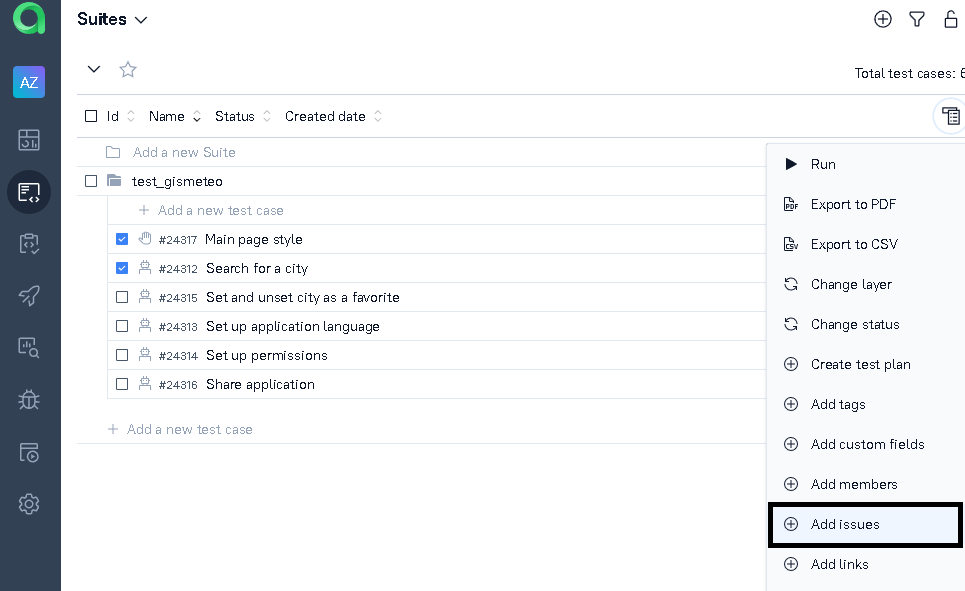 Suites
Total test cases: 6
AZ
Id Name Status Created date
Add a new Suite
test_gismeteo
Add a new test case
#24317 Main page style
#24312 Search for a city
#24315 Set and unset city as a favorite
#24313 Set up application language
#24314 Set up permissions
#24316 Share application
Add a new test case
Run
PDF Export to PDF
CSV Export to CSV
Change layer
Change status
Create test plan
Add tags
Add custom fields
Add members
Add issues
Add links